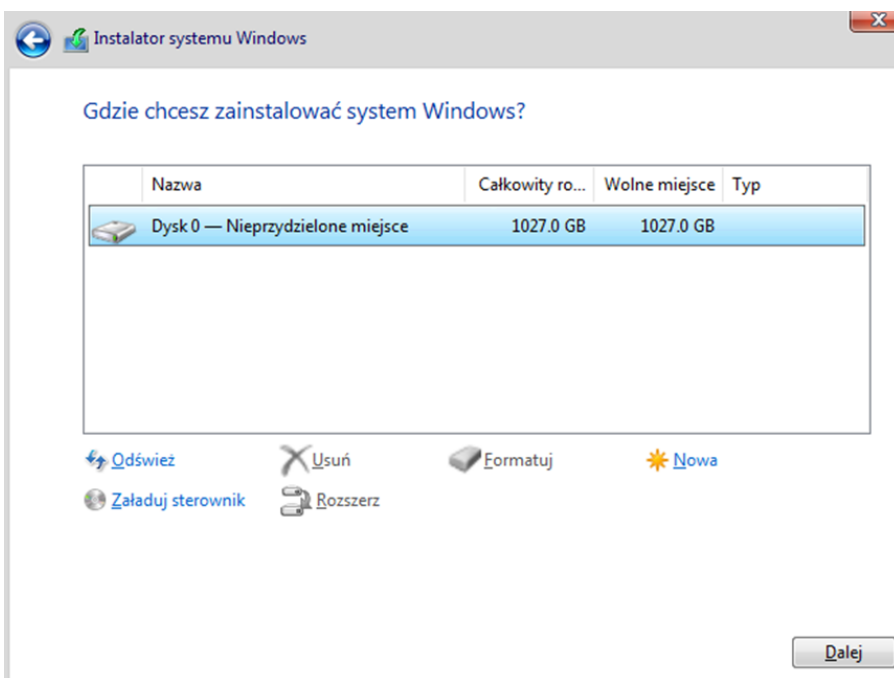 Instalator systemu Windows
Gdzie chcesz zainstalować system Windows?
Nazwa Całkowity ro... Wolne miejsce Typ
Dysk 0 — Nieprzydzielone miejsce 1027.0 GB 1027.0 GB
Odśwież Usuń Formatuj Nowa
Załaduj sterownik Rozszerz
Dalej